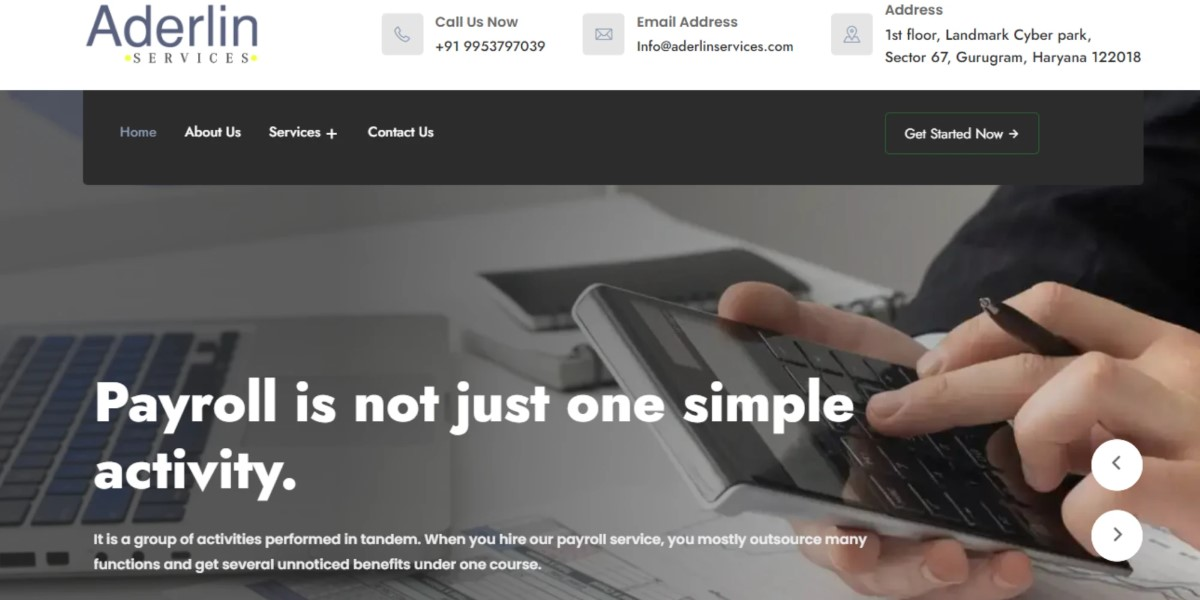 Aderlin
SERVICES
Call Us Now
+91 9953797039
Email Address
Info@aderlinservices.com
Address
1st floor, Landmark Cyber park,
Sector 67, Gurugram, Haryana 122018
Home
About Us
Services +
Contact Us
Get Started Now →
Payroll is not just one simple
activity.
It is a group of activities performed in tandem. When you hire our payroll service, you mostly outsource many
functions and get several unnoticed benefits under one course.